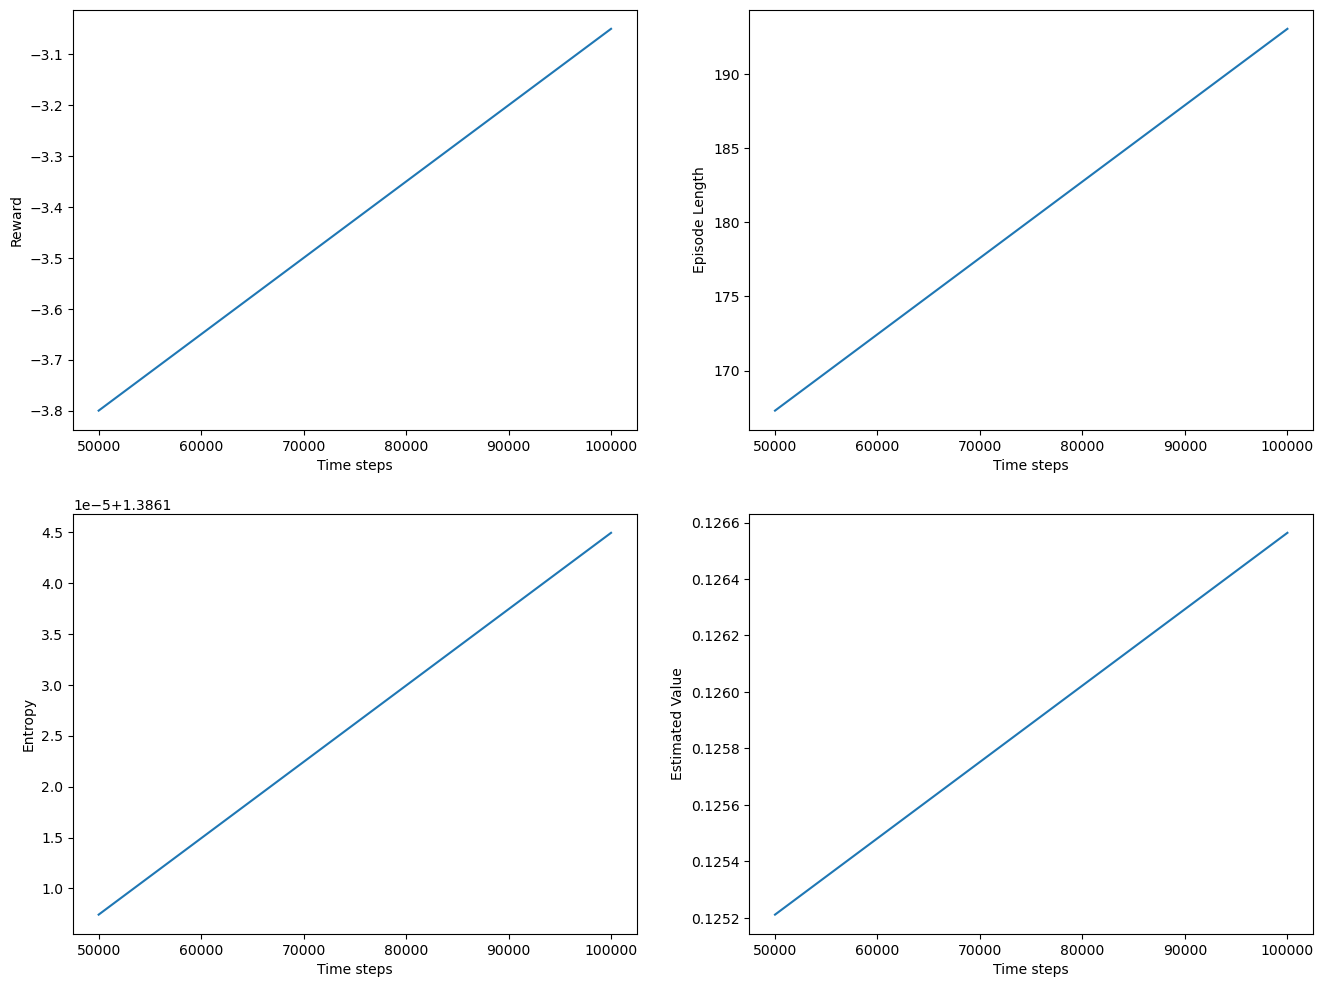 −3.1
−3.2
−3.3
−3.4
−3.5
−3.6
−3.7
−3.8
Reward
50000 60000 70000 80000 90000 100000
Time steps
190
185
180
175
170
Episode Length
50000 60000 70000 80000 90000 100000
Time steps
1e−5+1.3861
4.5
4.0
3.5
3.0
2.5
2.0
1.5
1.0
Entropy
50000 60000 70000 80000 90000 100000
Time steps
0.1266
0.1264
0.1262
0.1260
0.1258
0.1256
0.1254
0.1252
Estimated Value
50000 60000 70000 80000 90000 100000
Time steps